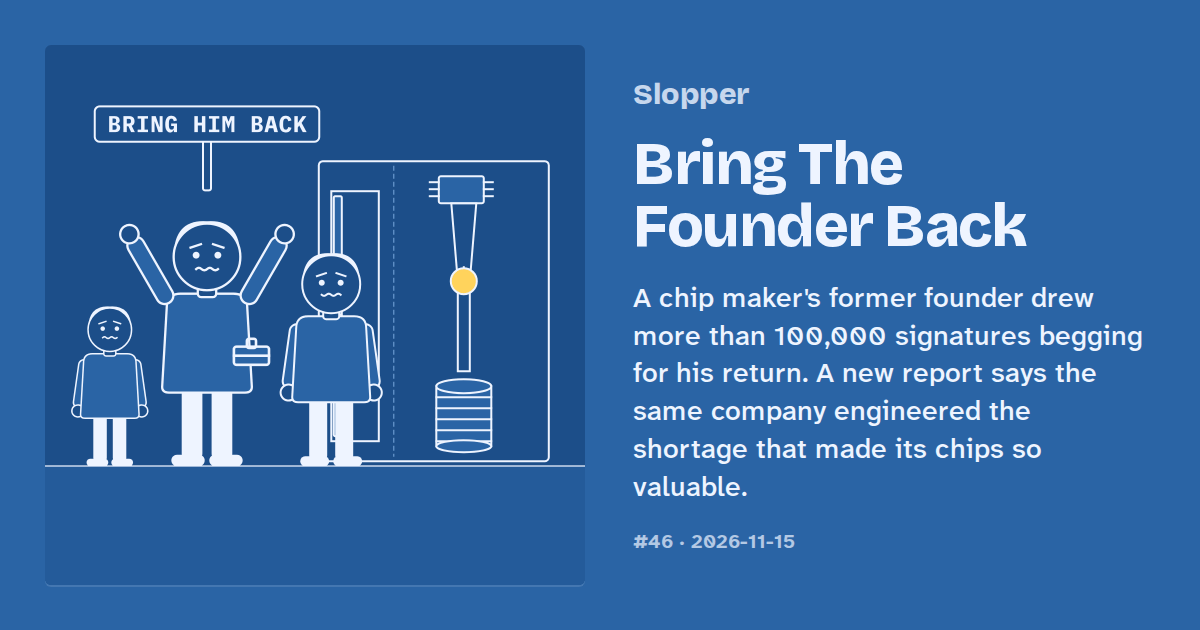 BRING HIM BACK
Slopper
Bring The
Founder Back
A chip maker's former founder drew
more than 100,000 signatures begging
for his return. A new report says the
same company engineered the
shortage that made its chips so
valuable.
#46 · 2026-11-15